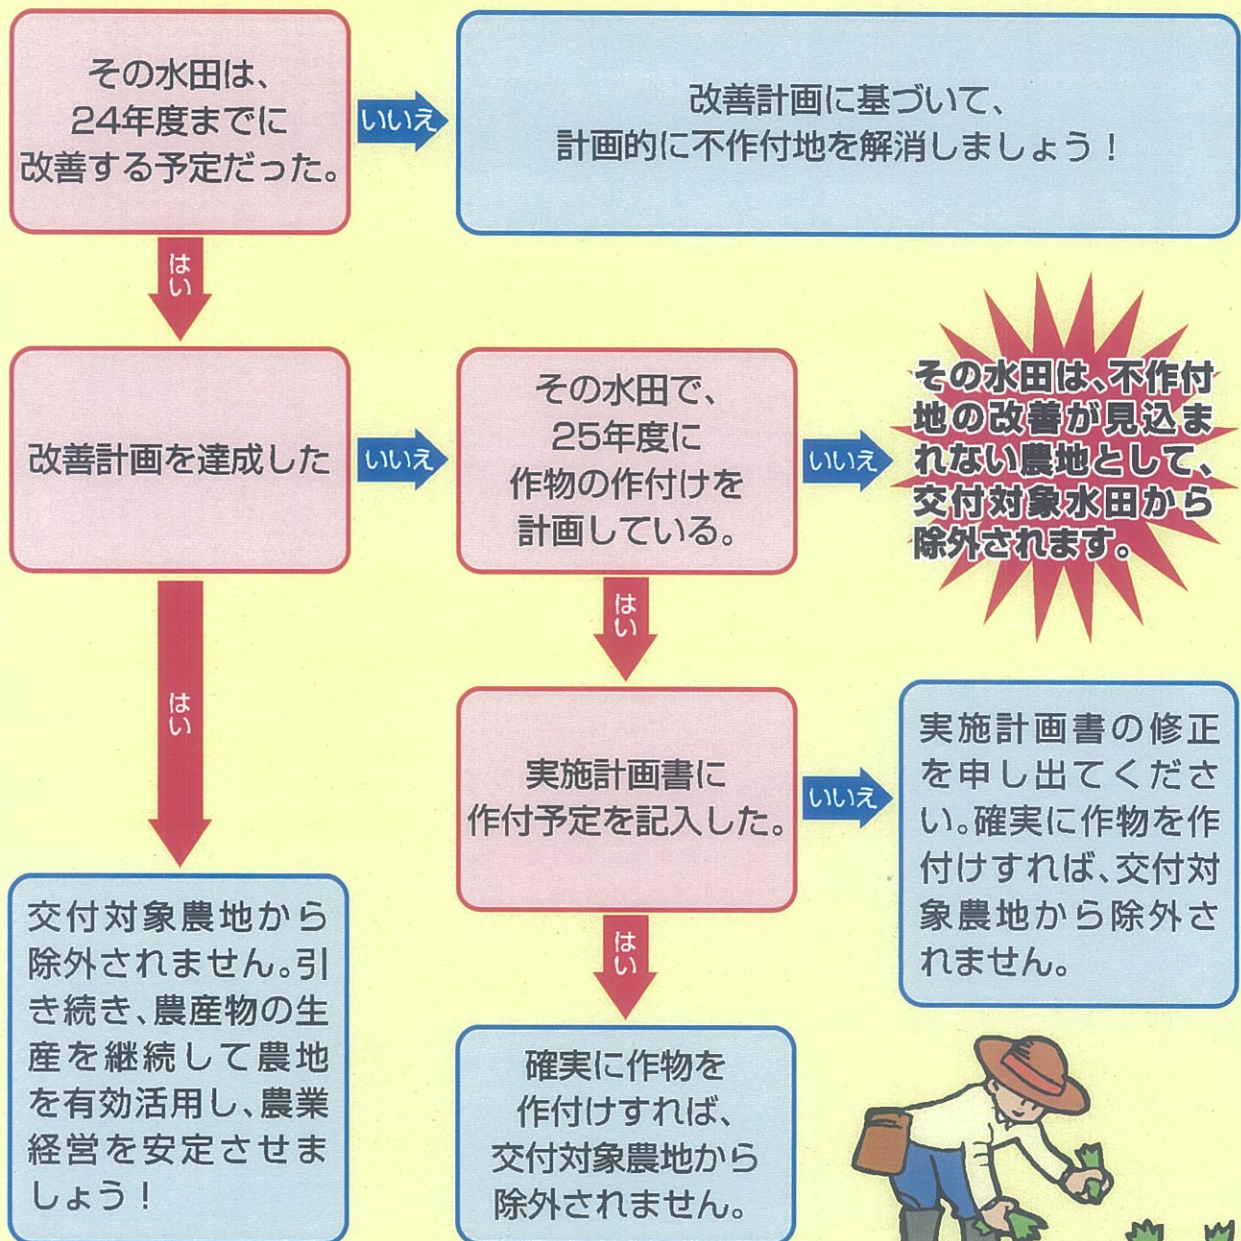 その水田は、
24年度までに
改善する予定だった。
いいえ
改善計画に基づいて、
計画的に不作付地を解消しましょう！
はい
改善計画を達成した
いいえ
その水田で、
25年度に
作物の作付けを
計画している。
いいえ
その水田は、不作付
地の改善が見込ま
れない農地として、
交付対象水田から
除外されます。
はい
はい
実施計画書に
作付予定を記入した。
いいえ
実施計画書の修正
を申し出てくださ
い。確実に作物を作
付けすれば、交付対
象農地から除外さ
れません。
はい
交付対象農地から
除外されません。引
き続き、農産物の生
産を継続して農地
を有効活用し、農業
経営を安定させま
しょう！
確実に作物を
作付けすれば、
交付対象農地から
除外されません。